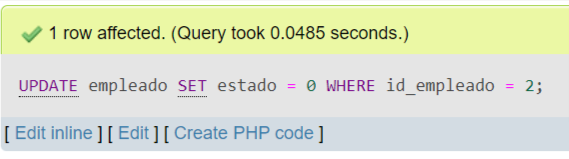 1 row affected. (Query took 0.0485 seconds.)
UPDATE empleado SET estado = 0 WHERE id_empleado = 2;
[ Edit inline ] [ Edit ] [ Create PHP code ]